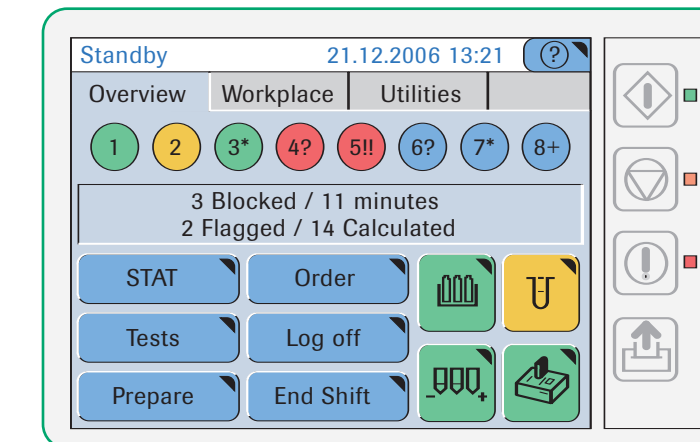 Standby 21.12.2006 13:21 ?
Overview Workplace Utilities
1 2 3* 4? 5!! 6? 7* 8+
3 Blocked / 11 minutes
2 Flagged / 14 Calculated
STAT Order
Tests Log off
Prepare End Shift - +